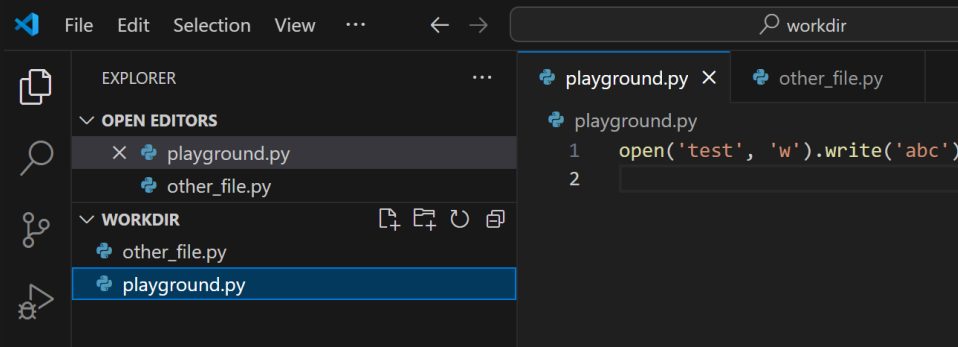 File Edit Selection View ··· workdir
EXPLORER ···
playground.py other_file.py
OPEN EDITORS
playground.py
other_file.py
WORKDIR
other_file.py
playground.py
playground.py
1 open('test', 'w').write('abc')
2